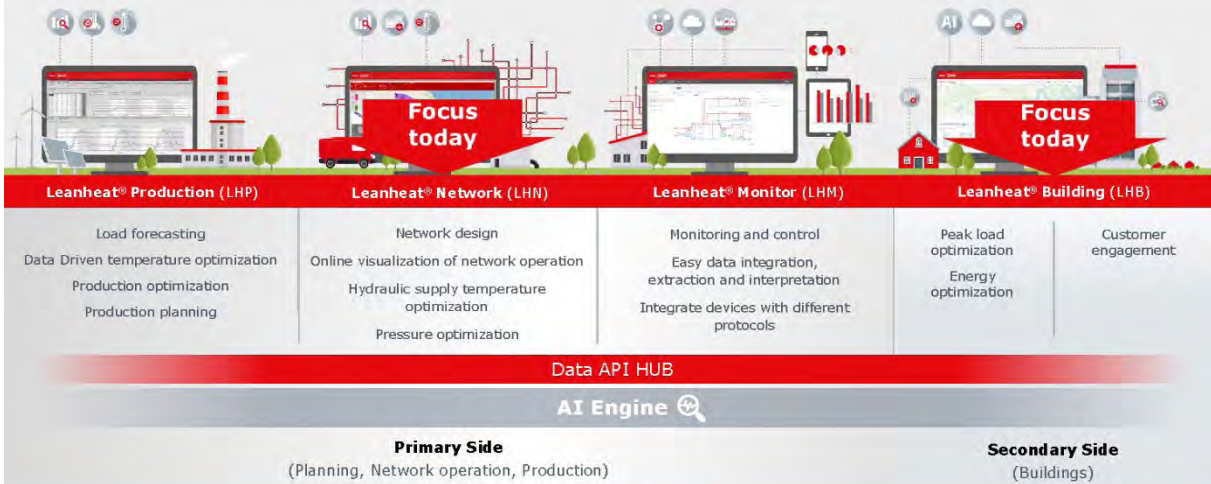 AI
Focus
today
Focus
today
Leanheat® Production (LHP)
Leanheat® Network (LHN)
Leanheat® Monitor (LHM)
Leanheat® Building (LHB)
Load forecasting
Data Driven temperature optimization
Production optimization
Production planning
Network design
Online visualization of network operation
Hydraulic supply temperature
optimization
Pressure optimization
Monitoring and control
Easy data integration,
extraction and interpretation
Integrate devices with different
protocols
Peak load
optimization
Energy
optimization
Customer
engagement
Data API HUB
AI Engine
Primary Side
(Planning, Network operation, Production)
Secondary Side
(Buildings)